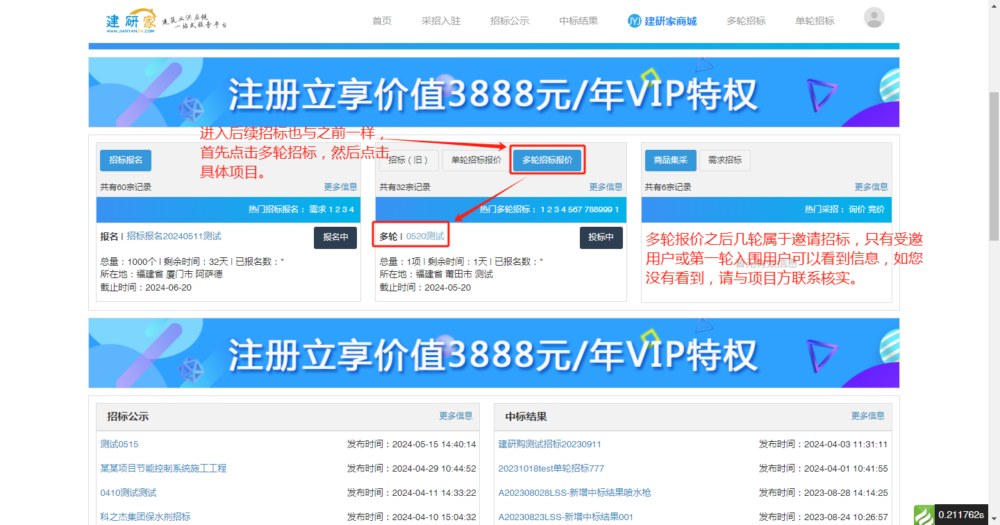 建研家
建筑业供应链
一站式服务平台
WWW.JIANYANJIA.COM
首页
采招入驻
招标公示
中标结果
JYJ 建研家商城
多轮招标
单轮招标
注册立享价值3888元/年VIP特权
进入后续招标也与之前一样，
首先点击多轮招标，然后点击
具体项目。
招标报名
共有60宗记录
更多信息
热门招标报名： 需求 1 2 3 4
报名 | 招标报名20240511测试
报名中
总量：1000个 | 剩余时间：32天 | 已报名数：*
所在地：福建省 厦门市 阿萨德
截止时间：2024-06-20
招标（旧）
单轮招标报价
多轮招标报价
共有32宗记录
更多信息
热门多轮招标： 1 2 3 4 567 788999 1
多轮 | 0520测试
投标中
总量：1项 | 剩余时间：1天 | 已报名数：*
所在地：福建省 莆田市 测试
截止时间：2024-05-20
商品集采
需求招标
共有6宗记录
更多信息
热门采招： 询价 竞价
多轮报价之后几轮属于邀请招标，只有受邀
用户或第一轮入围用户可以看到信息，如您
没有看到，请与项目方联系核实。
暂无有效信息
注册立享价值3888元/年VIP特权
招标公示
更多信息
测试0515 发布时间：2024-05-15 14:40:14
某某项目节能控制系统施工工程 发布时间：2024-04-29 10:44:52
0410测试测试 发布时间：2024-04-11 14:33:22
科之杰集团保水剂招标 发布时间：2024-04-10 15:04:32
中标结果
更多信息
建研购测试招标20230911 发布时间：2024-04-03 11:31:11
20231018test单轮招标777 发布时间：2024-04-01 10:41:55
A202308028LSS-新增中标结果喷水枪 发布时间：2023-08-28 14:14:25
A20230823LSS-新增中标结果001 发布时间：2023-08-24 10:26:57
0.211762s